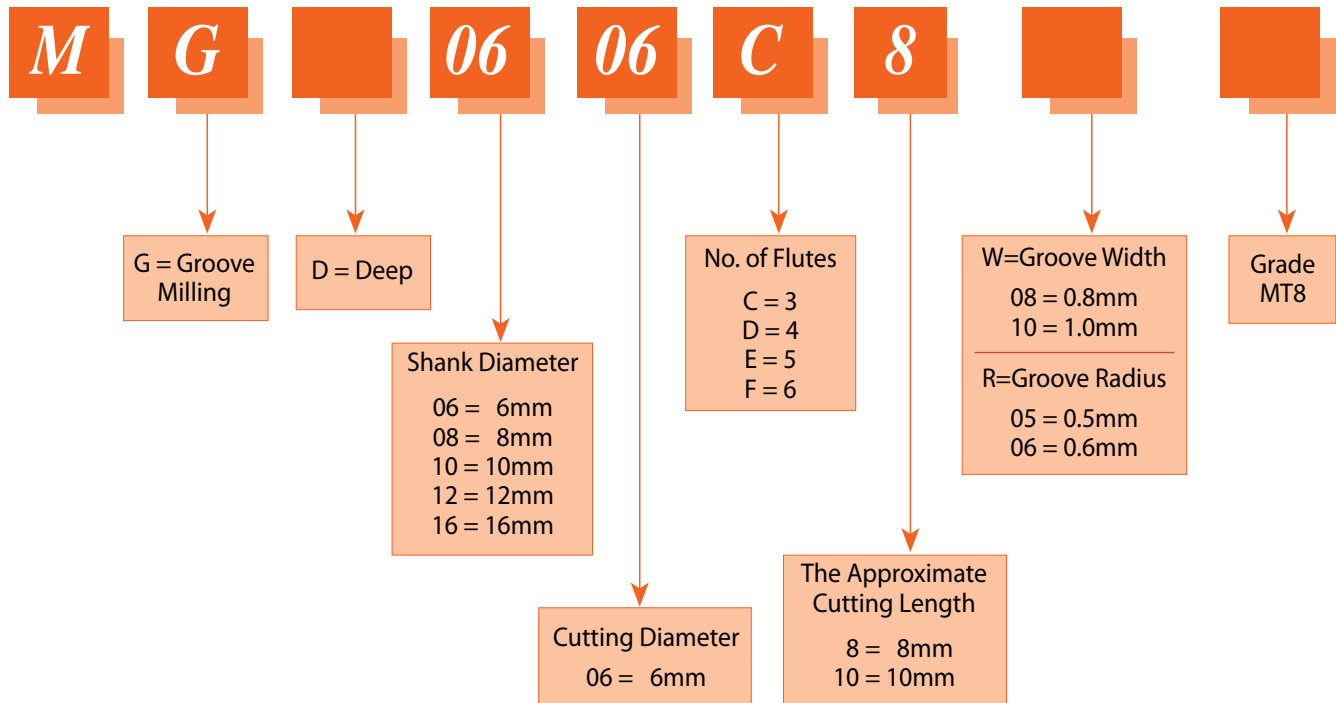 M G 06 06 C 8
G = Groove
Milling
D = Deep
Shank Diameter
06 = 6mm
08 = 8mm
10 = 10mm
12 = 12mm
16 = 16mm
Cutting Diameter
06 = 6mm
No. of Flutes
C = 3
D = 4
E = 5
F = 6
The Approximate
Cutting Length
8 = 8mm
10 = 10mm
W=Groove Width
08 = 0.8mm
10 = 1.0mm
R=Groove Radius
05 = 0.5mm
06 = 0.6mm
Grade
MT8